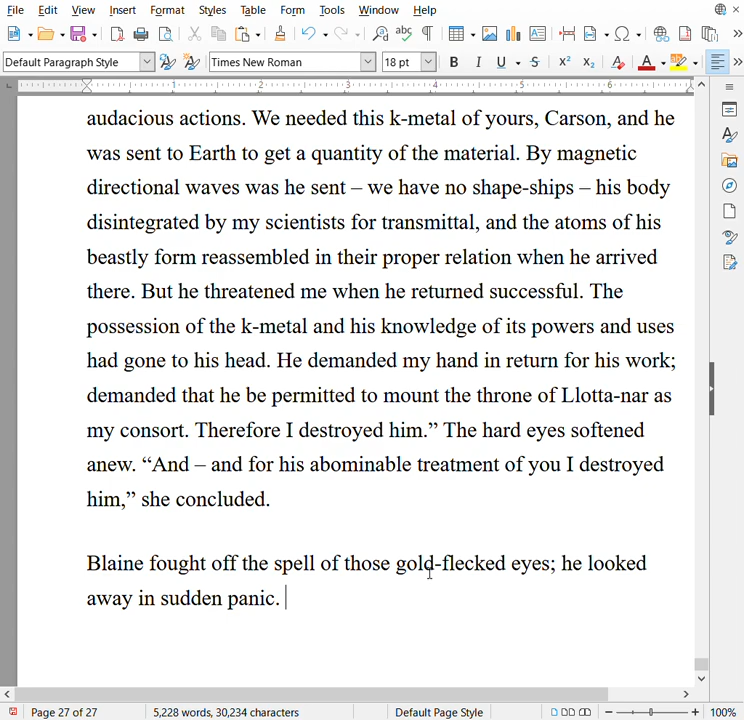 File Edit View Insert Format Styles Table Form Tools Window Help
Default Paragraph Style Times New Roman 18 pt B I U S X² X₂ A A
1 2 3 4 5 6
audacious actions. We needed this k-metal of yours, Carson, and he
was sent to Earth to get a quantity of the material. By magnetic
directional waves was he sent – we have no shape-ships – his body
disintegrated by my scientists for transmittal, and the atoms of his
beastly form reassembled in their proper relation when he arrived
there. But he threatened me when he returned successful. The
possession of the k-metal and his knowledge of its powers and uses
had gone to his head. He demanded my hand in return for his work;
demanded that he be permitted to mount the throne of Llotta-nar as
my consort. Therefore I destroyed him.” The hard eyes softened
anew. “And – and for his abominable treatment of you I destroyed
him,” she concluded.
Blaine fought off the spell of those gold-flecked eyes; he looked
away in sudden panic.
Page 27 of 27 5,228 words, 30,234 characters Default Page Style 100%